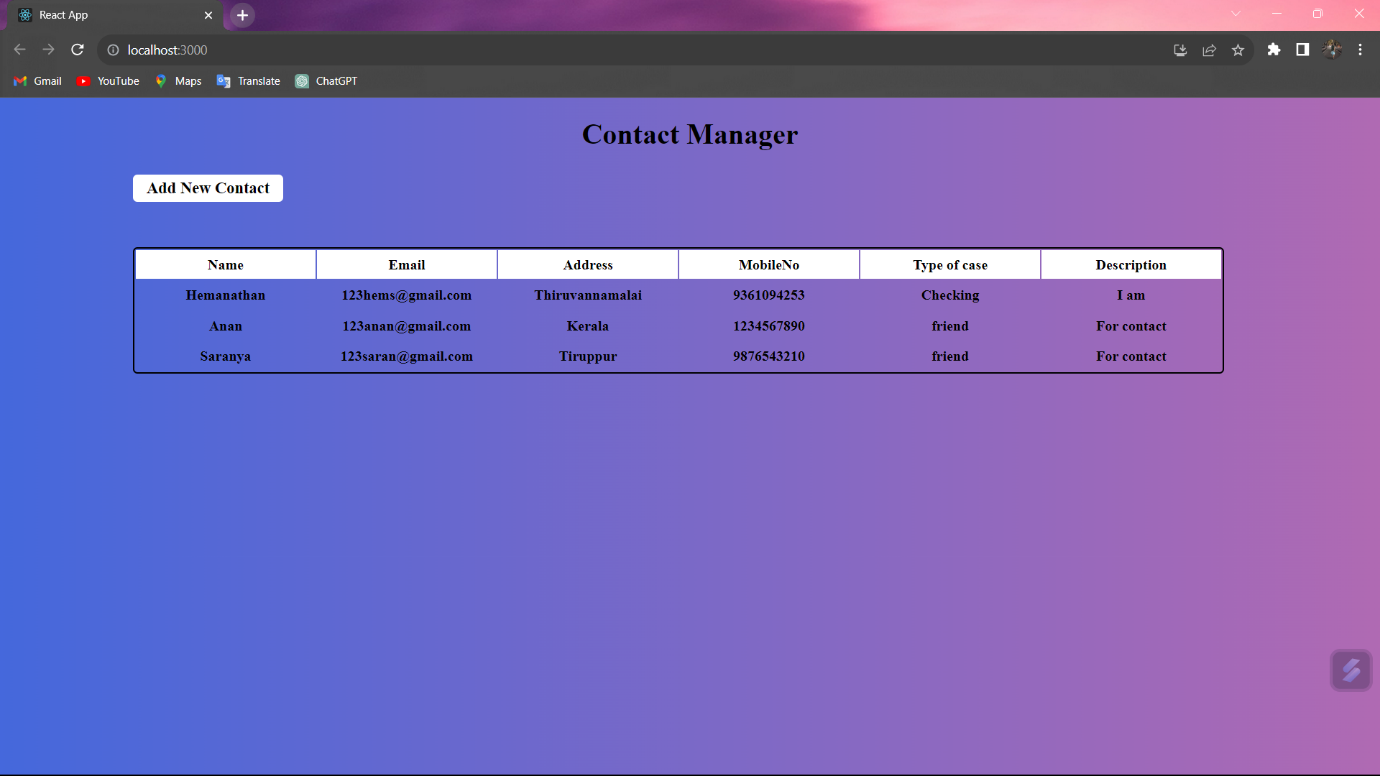 React App
localhost:3000
Gmail YouTube Maps Translate ChatGPT
Contact Manager
Add New Contact
Name Email Address MobileNo Type of case Description
Hemanathan 123hems@gmail.com Thiruvannamalai 9361094253 Checking I am
Anan 123anan@gmail.com Kerala 1234567890 friend For contact
Saranya 123saran@gmail.com Tiruppur 9876543210 friend For contact